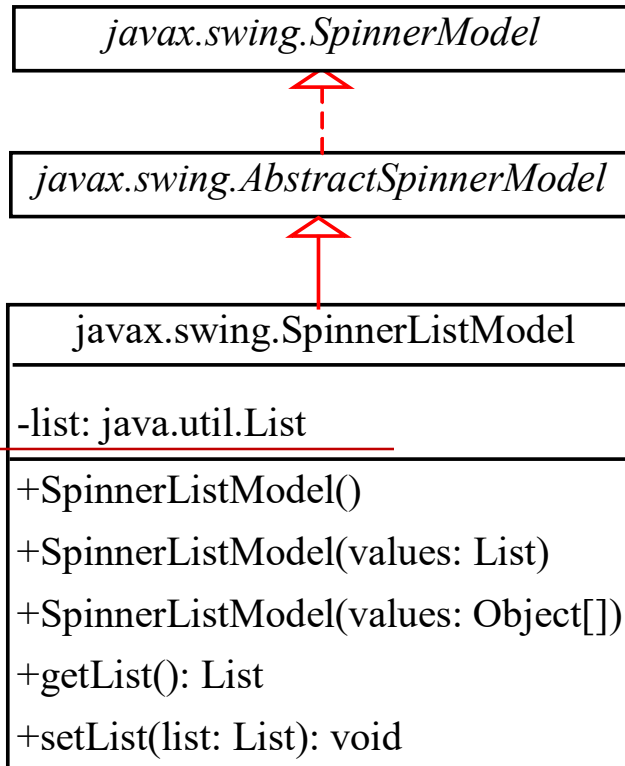 javax.swing.SpinnerModel
javax.swing.AbstractSpinnerModel
javax.swing.SpinnerListModel
-list: java.util.List
+SpinnerListModel()
+SpinnerListModel(values: List)
+SpinnerListModel(values: Object[])
+getList(): List
+setList(list: List): void